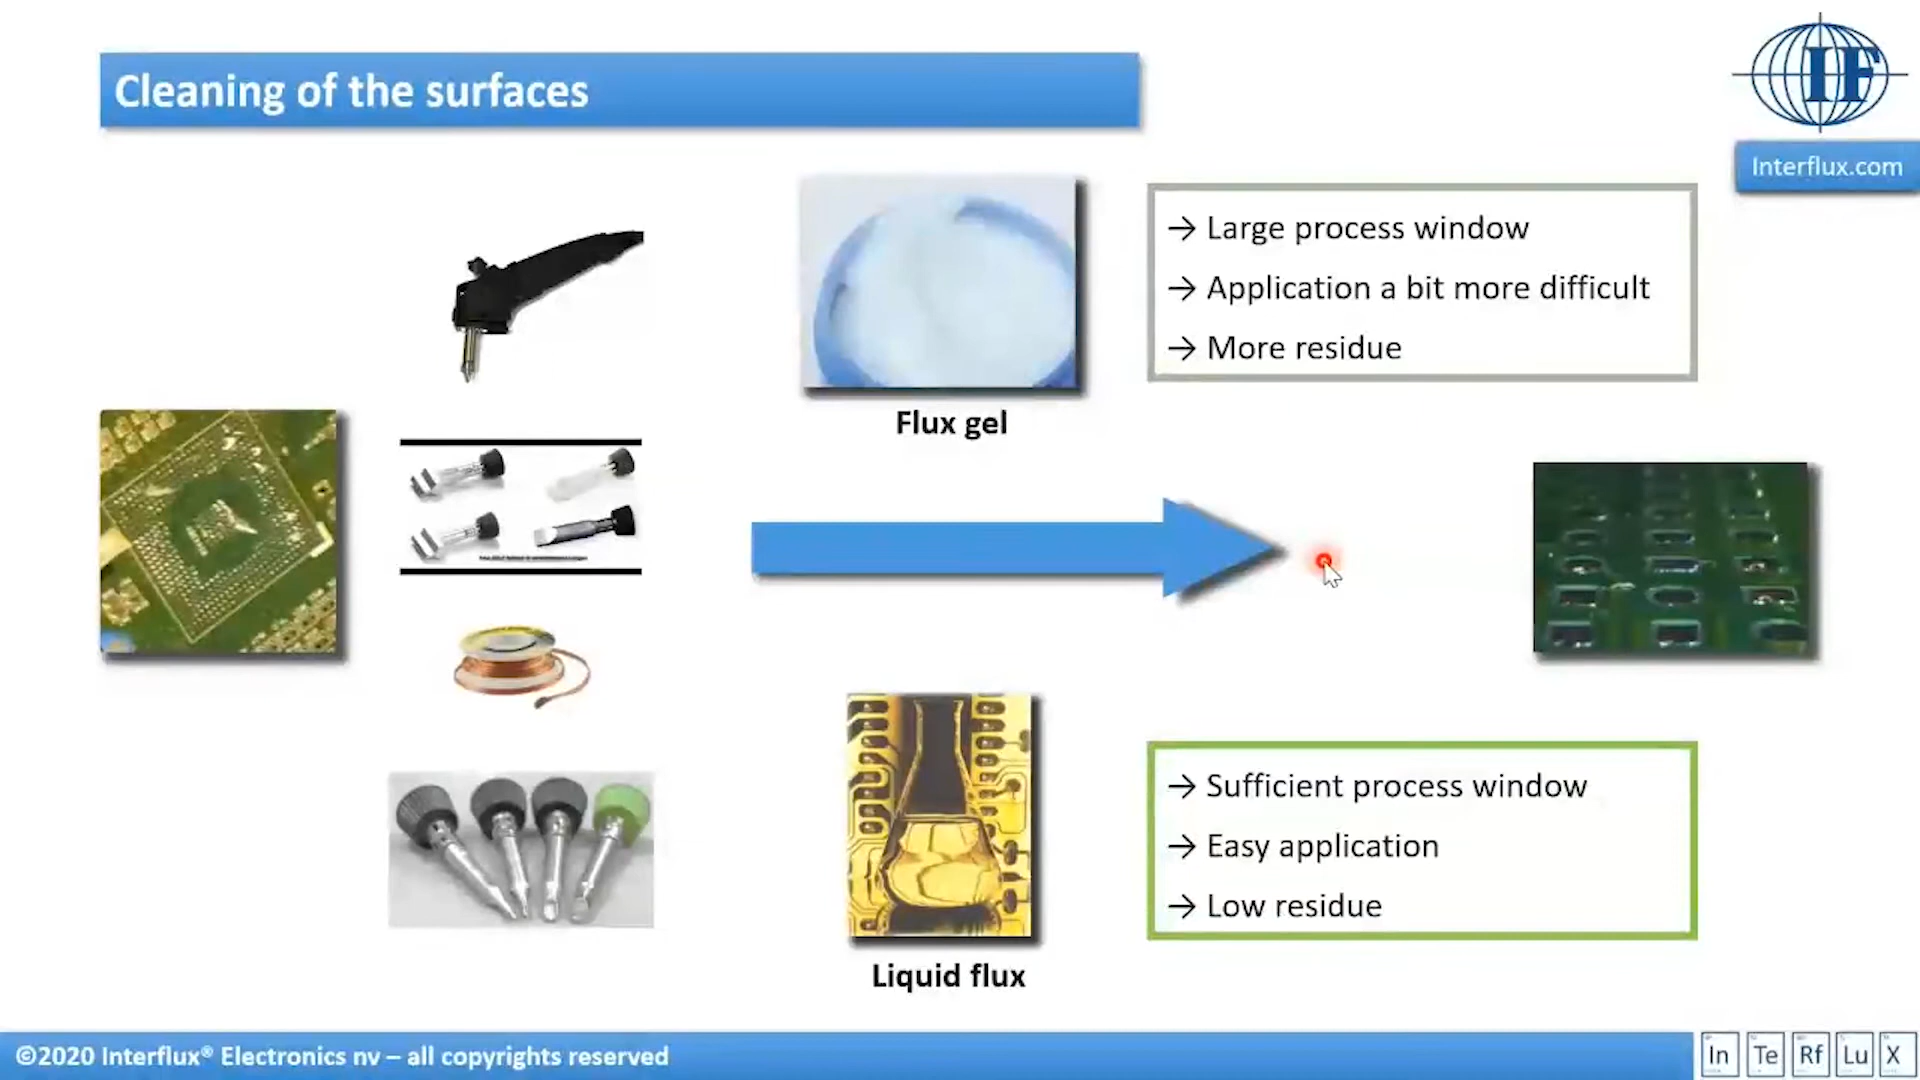 Cleaning of the surfaces
IF
Interflux.com
→ Large process window
→ Application a bit more difficult
→ More residue
Flux gel
→ Sufficient process window
→ Easy application
→ Low residue
Liquid flux
©2020 Interflux® Electronics nv – all copyrights reserved
In Te Rf Lu X